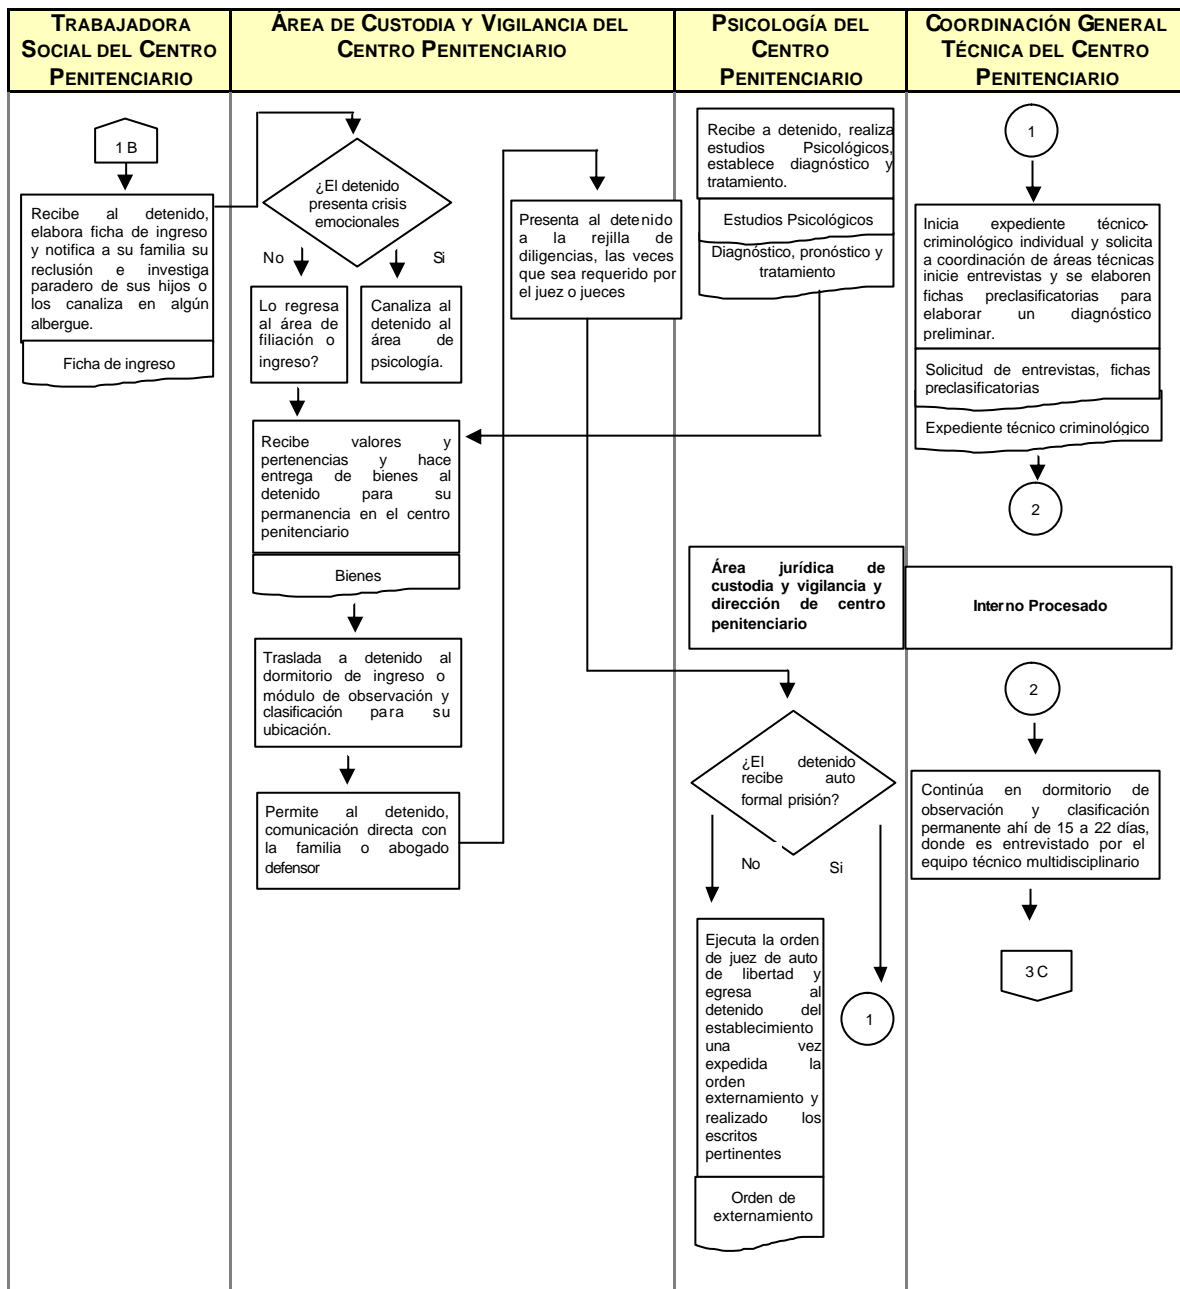 TRABAJADORA
SOCIAL DEL CENTRO
PENITENCIARIO
ÁREA DE CUSTODIA Y VIGILANCIA DEL
CENTRO PENITENCIARIO
PSICOLOGÍA DEL
CENTRO
PENITENCIARIO
COORDINACIÓN GENERAL
TÉCNICA DEL CENTRO
PENITENCIARIO
1 B
Recibe al detenido,
elabora ficha de ingreso
y notifica a su familia su
reclusión e investiga
paradero de sus hijos o
los canaliza en algún
albergue.
Ficha de ingreso
¿El detenido
presenta crisis
emocionales
No
Si
Lo regresa
al área de
filiación o
ingreso?
Canaliza al
detenido al
área de
psicología.
Recibe valores y
pertenencias y hace
entrega de bienes al
detenido para su
permanencia en el centro
penitenciario
Bienes
Traslada a detenido al
dormitorio de ingreso o
módulo de observación y
clasificación para su
ubicación.
Permite al detenido,
comunicación directa con
la familia o abogado
defensor
Presenta al detenido
a la rejilla de
diligencias, las veces
que sea requerido por
el juez o jueces
Recibe a detenido, realiza
estudios Psicológicos,
establece diagnóstico y
tratamiento.
Estudios Psicológicos
Diagnóstico, pronóstico y
tratamiento
Área jurídica de
custodia y vigilancia y
dirección de centro
penitenciario
¿El detenido
recibe auto
formal prisión?
No
Si
Ejecuta la orden
de juez de auto
de libertad y
egresa al
detenido del
establecimiento
una vez
expedida la
orden
externamiento y
realizado los
escritos
pertinentes
Orden de
externamiento
1
1
Inicia expediente técnico-
criminológico individual y solicita
a coordinación de áreas técnicas
inicie entrevistas y se elaboren
fichas preclasificatorias para
elaborar un diagnóstico
preliminar.
Solicitud de entrevistas, fichas
preclasificatorias
Expediente técnico criminológico
2
Interno Procesado
2
Continúa en dormitorio de
observación y clasificación
permanente ahí de 15 a 22 días,
donde es entrevistado por el
equipo técnico multidisciplinario
3 C